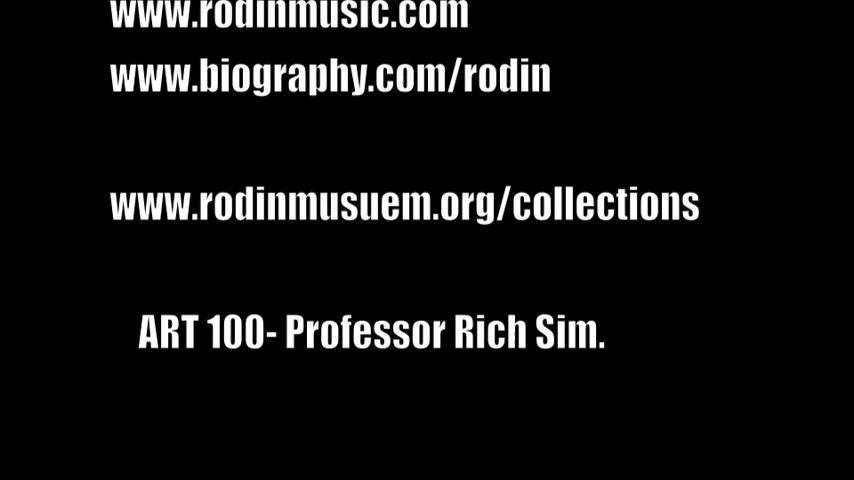 www.rodinmusic.com
www.biography.com/rodin
www.rodinmusuem.org/collections
ART 100- Professor Rich Sim.